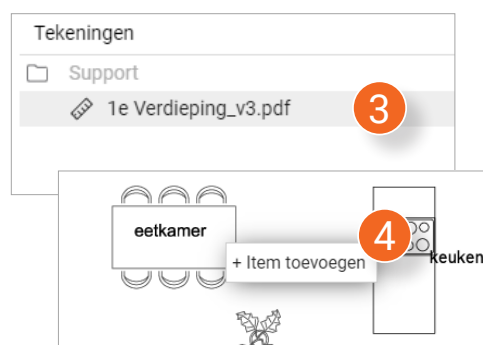 Tekeningen
Support
1e Verdieping_v3.pdf
3
eetkamer
4
+ Item toevoegen
keuken